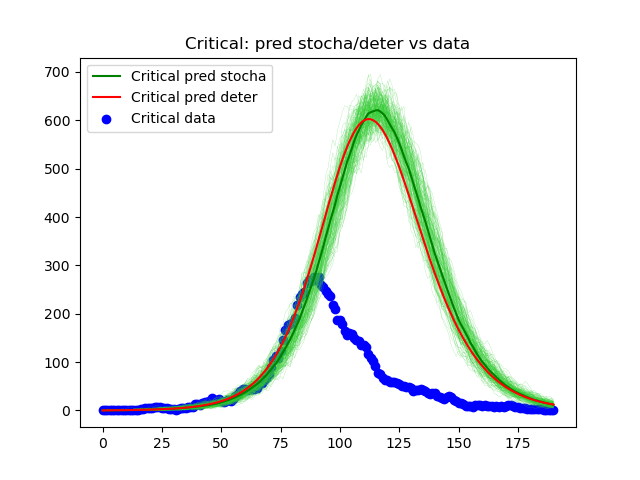 Critical: pred stocha/deter vs data
Critical pred stocha
Critical pred deter
Critical data
700
600
500
400
300
200
100
0
0 25 50 75 100 125 150 175